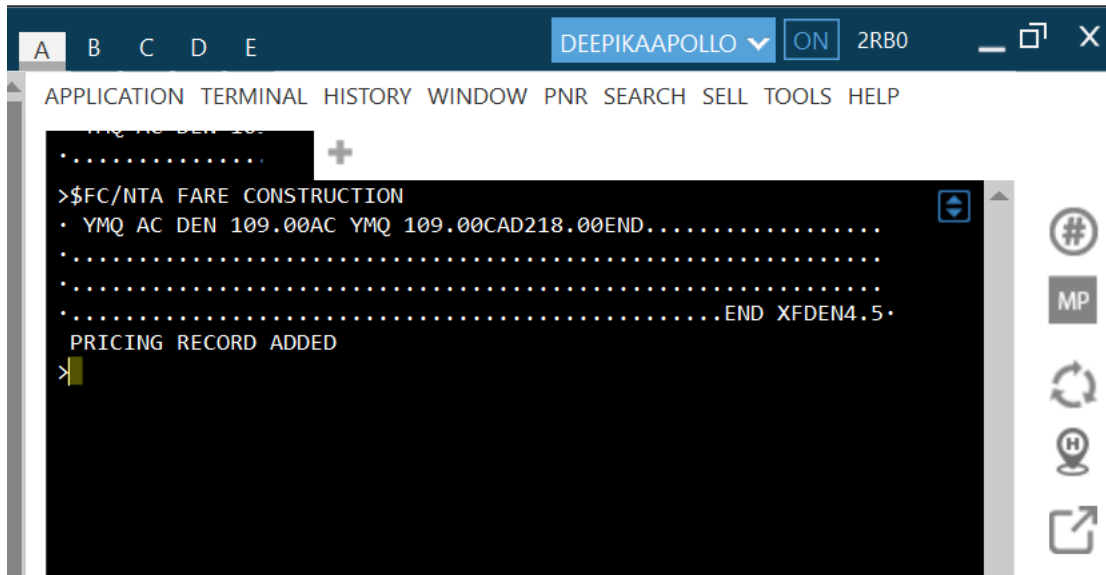 A B C D E DEEPIKAAPOLLO ON 2RB0
APPLICATION TERMINAL HISTORY WINDOW PNR SEARCH SELL TOOLS HELP
·...............
>$FC/NTA FARE CONSTRUCTION
· YMQ AC DEN 109.00AC YMQ 109.00CAD218.00END..................
·............................................................
·............................................................
·................................................END XFDEN4.5·
PRICING RECORD ADDED
>
#
MP
H